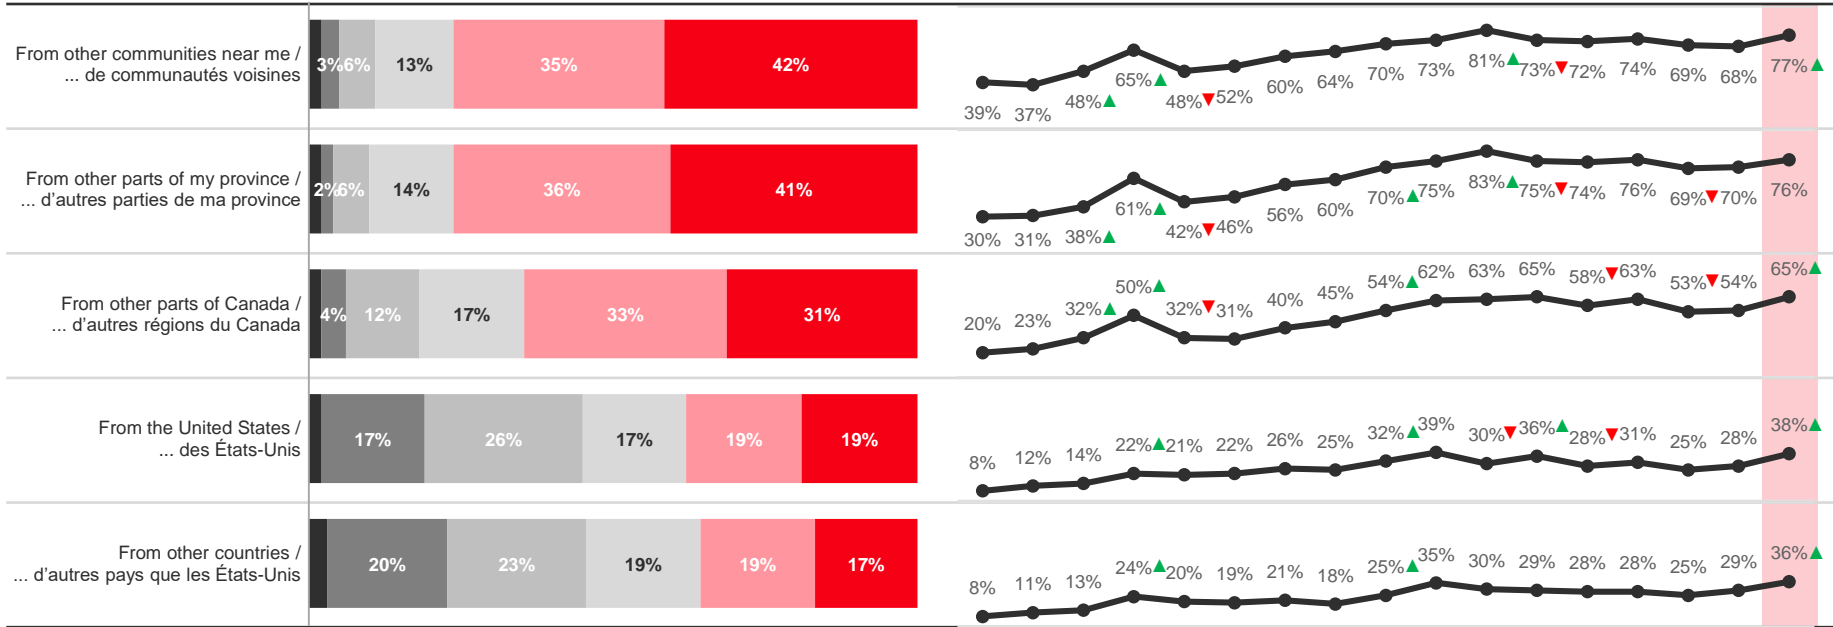 From other communities near me /
... de communautés voisines
3% 6% 13% 35% 42%
39% 37% 48%▲ 65%▲ 48%▼ 52% 60% 64% 70% 73% 81%▲ 73%▼ 72% 74% 69% 68% 77%▲
From other parts of my province /
... d'autres parties de ma province
2% 6% 14% 36% 41%
30% 31% 38%▲ 61%▲ 42%▼ 46% 56% 60% 70%▲ 75% 83%▲ 75%▼ 74% 76% 69%▼ 70% 76%
From other parts of Canada /
... d'autres régions du Canada
4% 12% 17% 33% 31%
20% 23% 32%▲ 50%▲ 32%▼ 31% 40% 45% 54%▲ 62% 63% 65% 58%▼ 63% 53%▼ 54% 65%▲
From the United States /
... des États-Unis
17% 26% 17% 19% 19%
8% 12% 14% 22%▲ 21% 22% 26% 25% 32%▲ 39% 30%▼ 36%▲ 28%▼ 31% 25% 28% 38%▲
From other countries /
... d'autres pays que les États-Unis
20% 23% 19% 19% 17%
8% 11% 13% 24%▲ 20% 19% 21% 18% 25%▲ 35% 30% 29% 28% 28% 25% 29% 36%▲